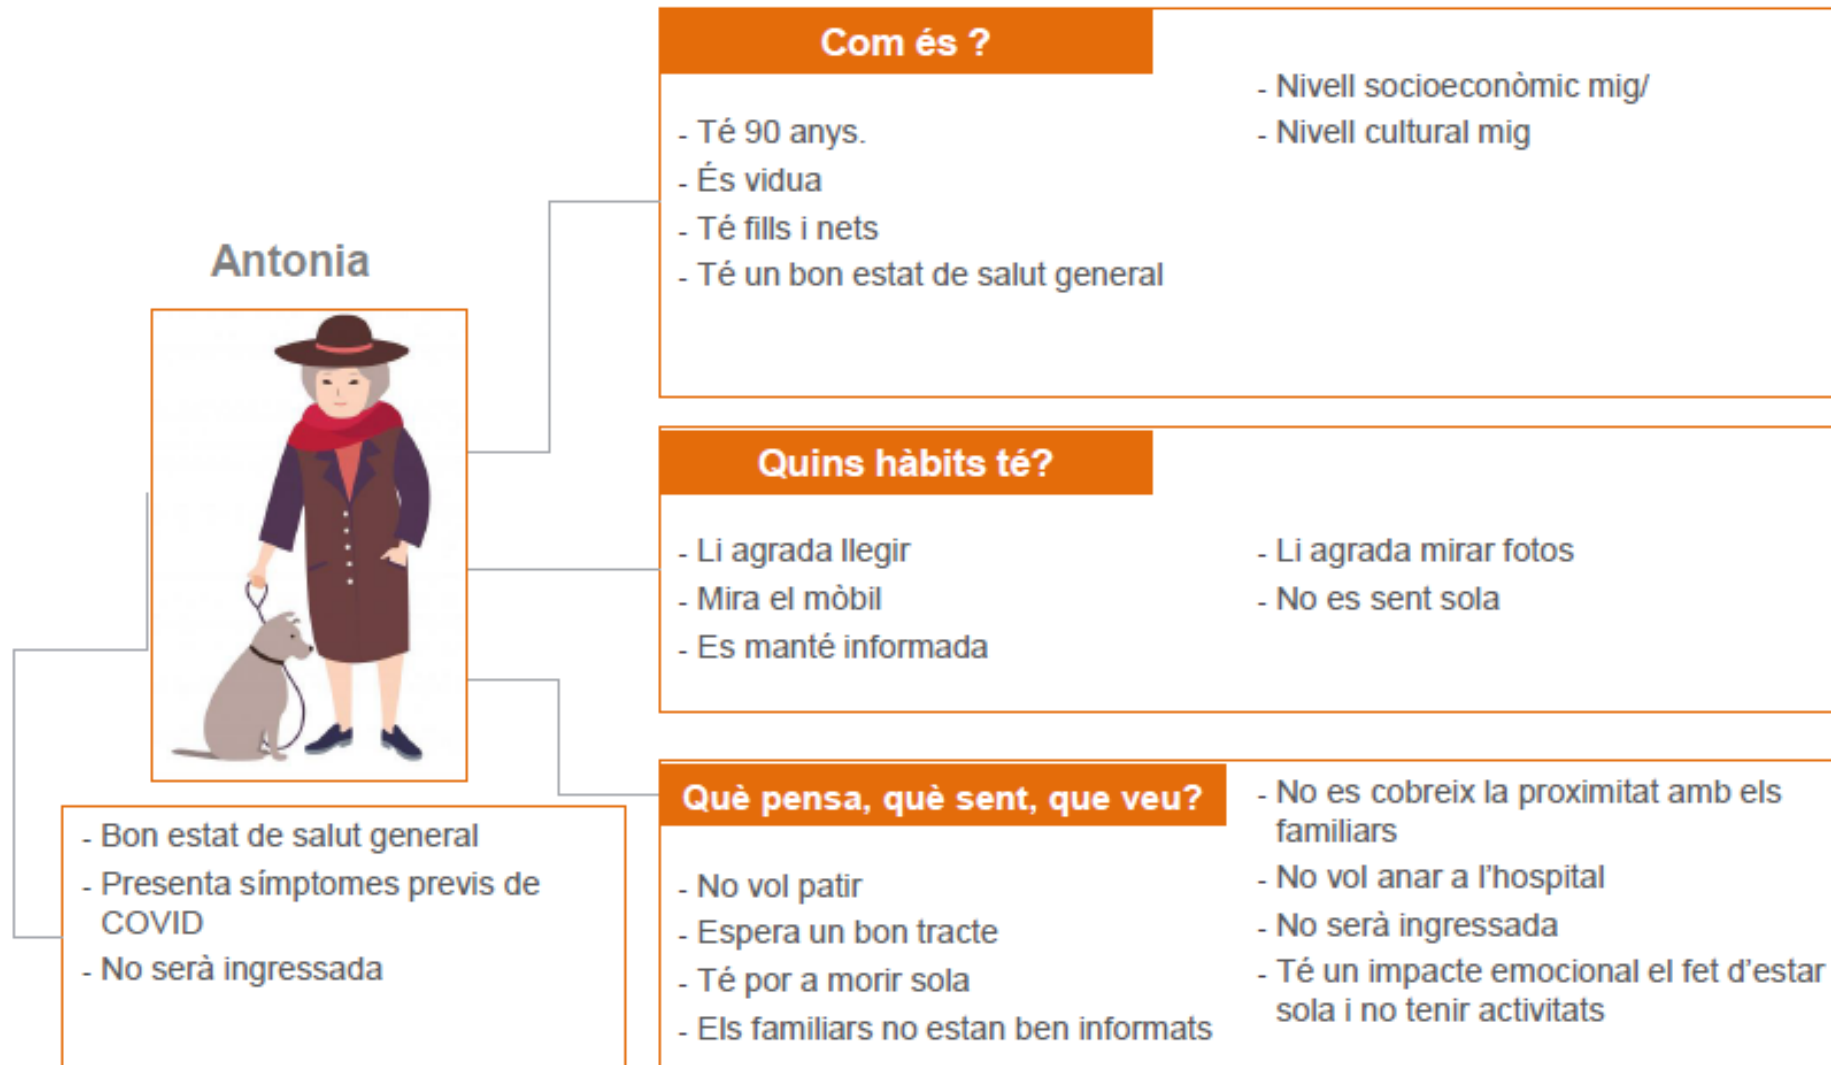 Antonia
- Bon estat de salut general
- Presenta símptomes previs de
COVID
- No serà ingressada
Com és ?
- Té 90 anys.
- És vidua
- Té fills i nets
- Té un bon estat de salut general
- Nivell socioeconòmic mig/
- Nivell cultural mig
Quins hàbits té?
- Li agrada llegir
- Mira el mòbil
- Es manté informada
- Li agrada mirar fotos
- No es sent sola
Què pensa, què sent, que veu?
- No vol patir
- Espera un bon tracte
- Té por a morir sola
- Els familiars no estan ben informats
- No es cobreix la proximitat amb els
familiars
- No vol anar a l'hospital
- No serà ingressada
- Té un impacte emocional el fet d'estar
sola i no tenir activitats